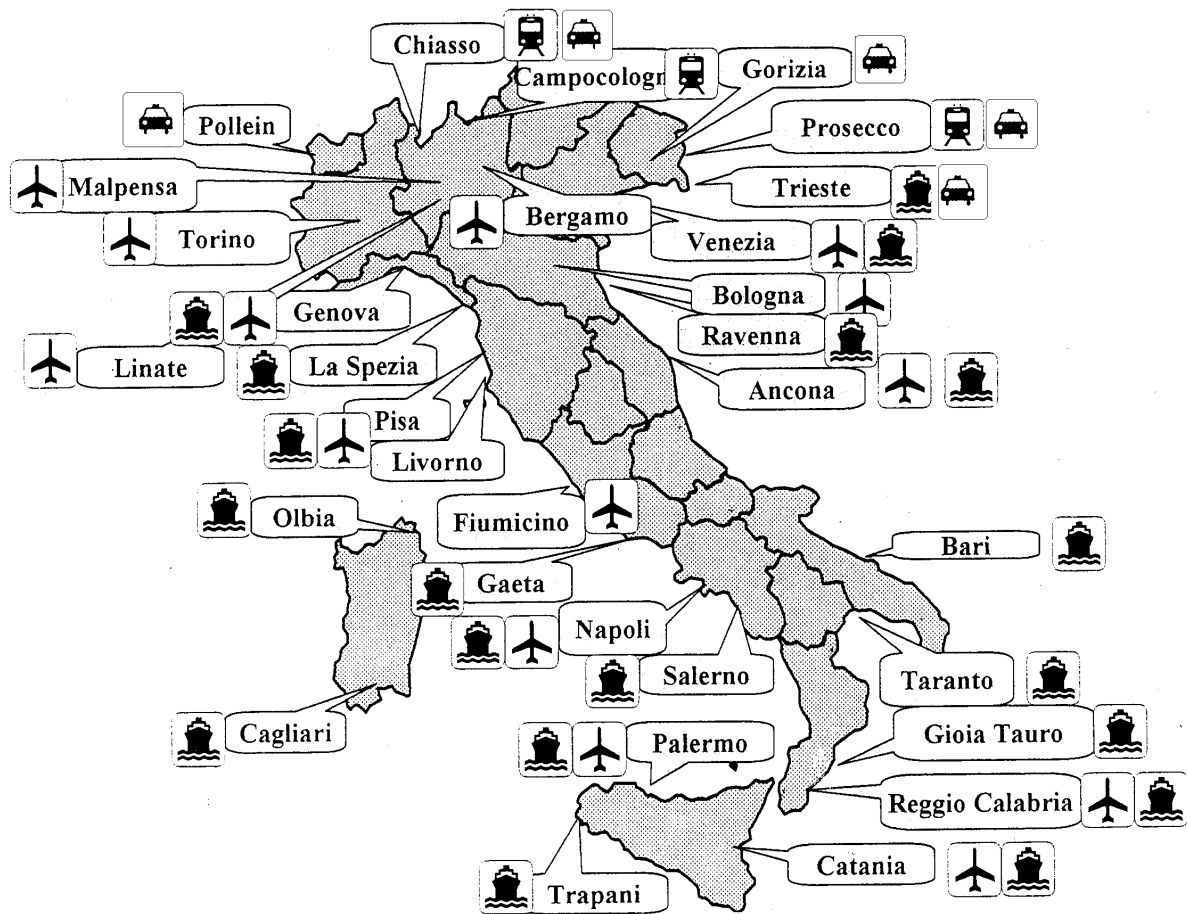 Chiasso
Campocologn
Gorizia
Pollein
Prosecco
Malpensa
Trieste
Bergamo
Torino
Venezia
Bologna
Genova
Ravenna
La Spezia
Linate
Ancona
Pisa
Livorno
Olbia
Fiumicino
Bari
Gaeta
Napoli
Salerno
Taranto
Cagliari
Gioia Tauro
Palermo
Reggio Calabria
Catania
Trapani